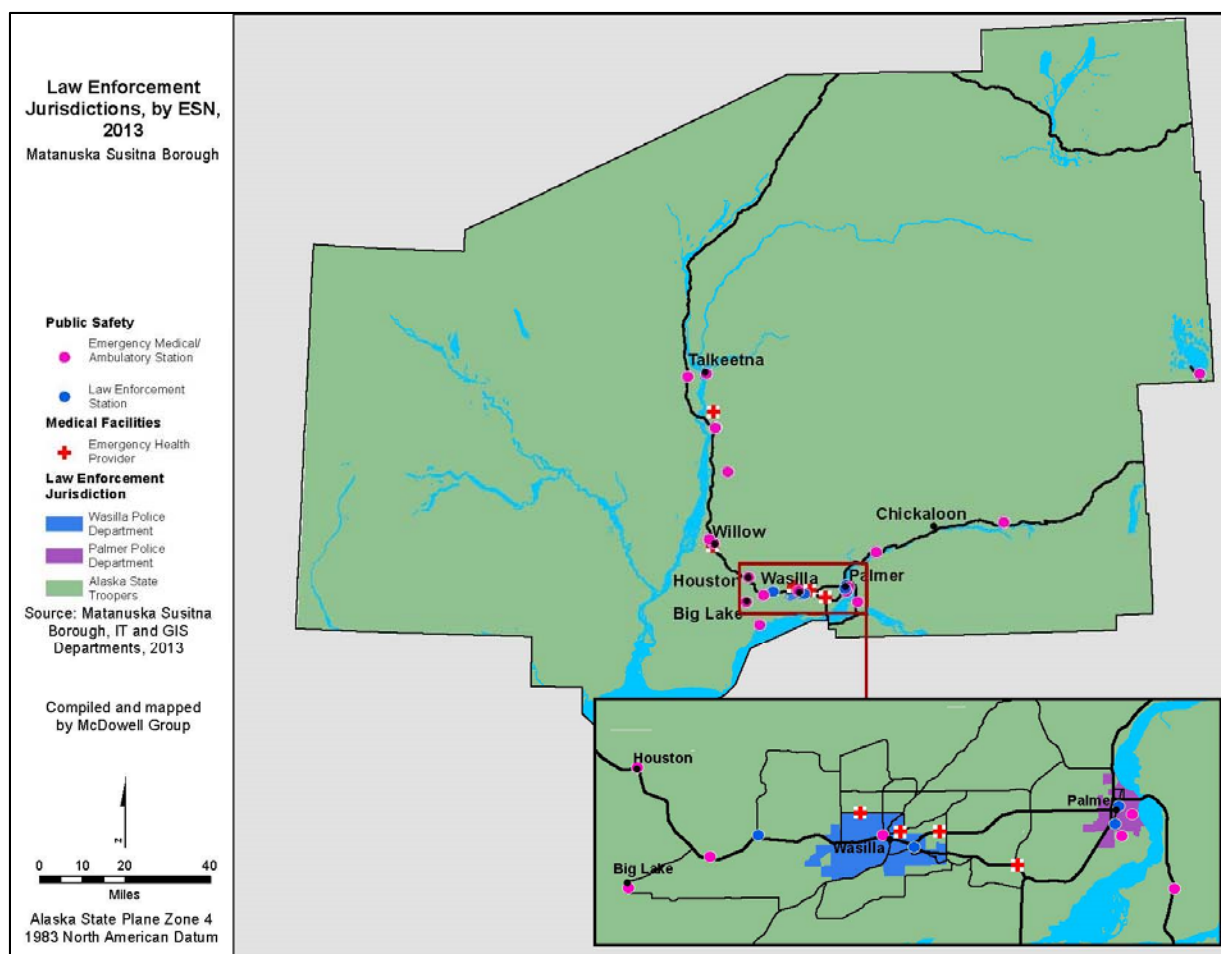 Law Enforcement
Jurisdictions, by ESN,
2013
Matanuska Susitna Borough
Public Safety
Emergency Medical/
Ambulatory Station
Law Enforcement
Station
Medical Facilities
Emergency Health
Provider
Law Enforcement
Jurisdiction
Wasilla Police
Department
Palmer Police
Department
Alaska State
Troopers
Source: Matanuska Susitna
Borough, IT and GIS
Departments, 2013
Compiled and mapped
by McDowell Group
z
0 10 20 40
Miles
Alaska State Plane Zone 4
1983 North American Datum
Talkeetna
Chickaloon
Willow
Houston
Wasilla
Palmer
Big Lake
Houston
Palme
Wasilla
Big Lake